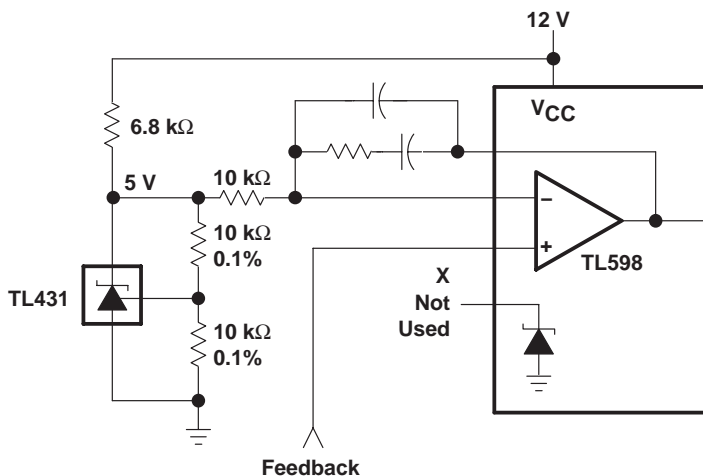 12 V
VCC
6.8 kΩ
5 V
10 kΩ
10 kΩ
0.1%
TL431
10 kΩ
0.1%
−
+
TL598
X
Not
Used
Feedback